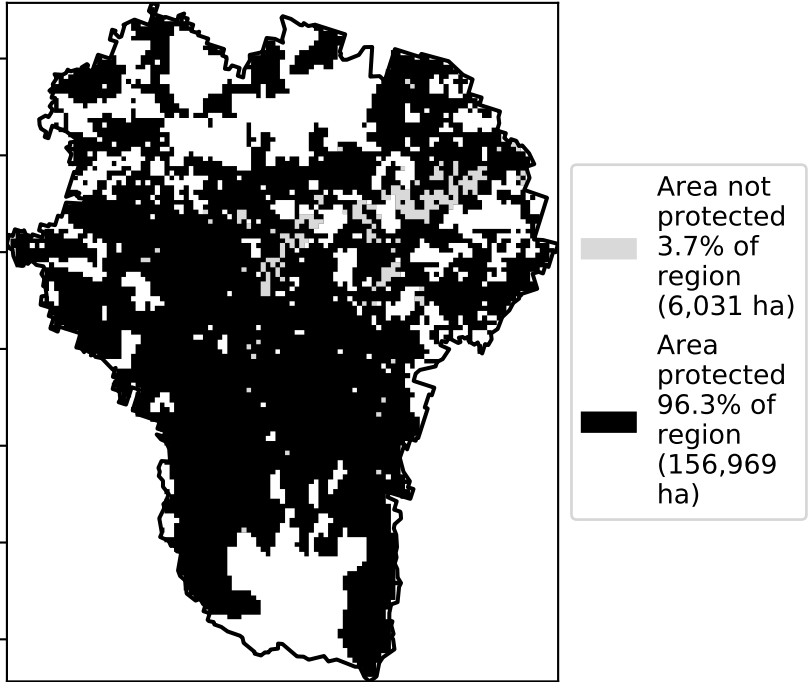 Area not
protected
3.7% of
region
(6,031 ha)
Area
protected
96.3% of
region
(156,969
ha)